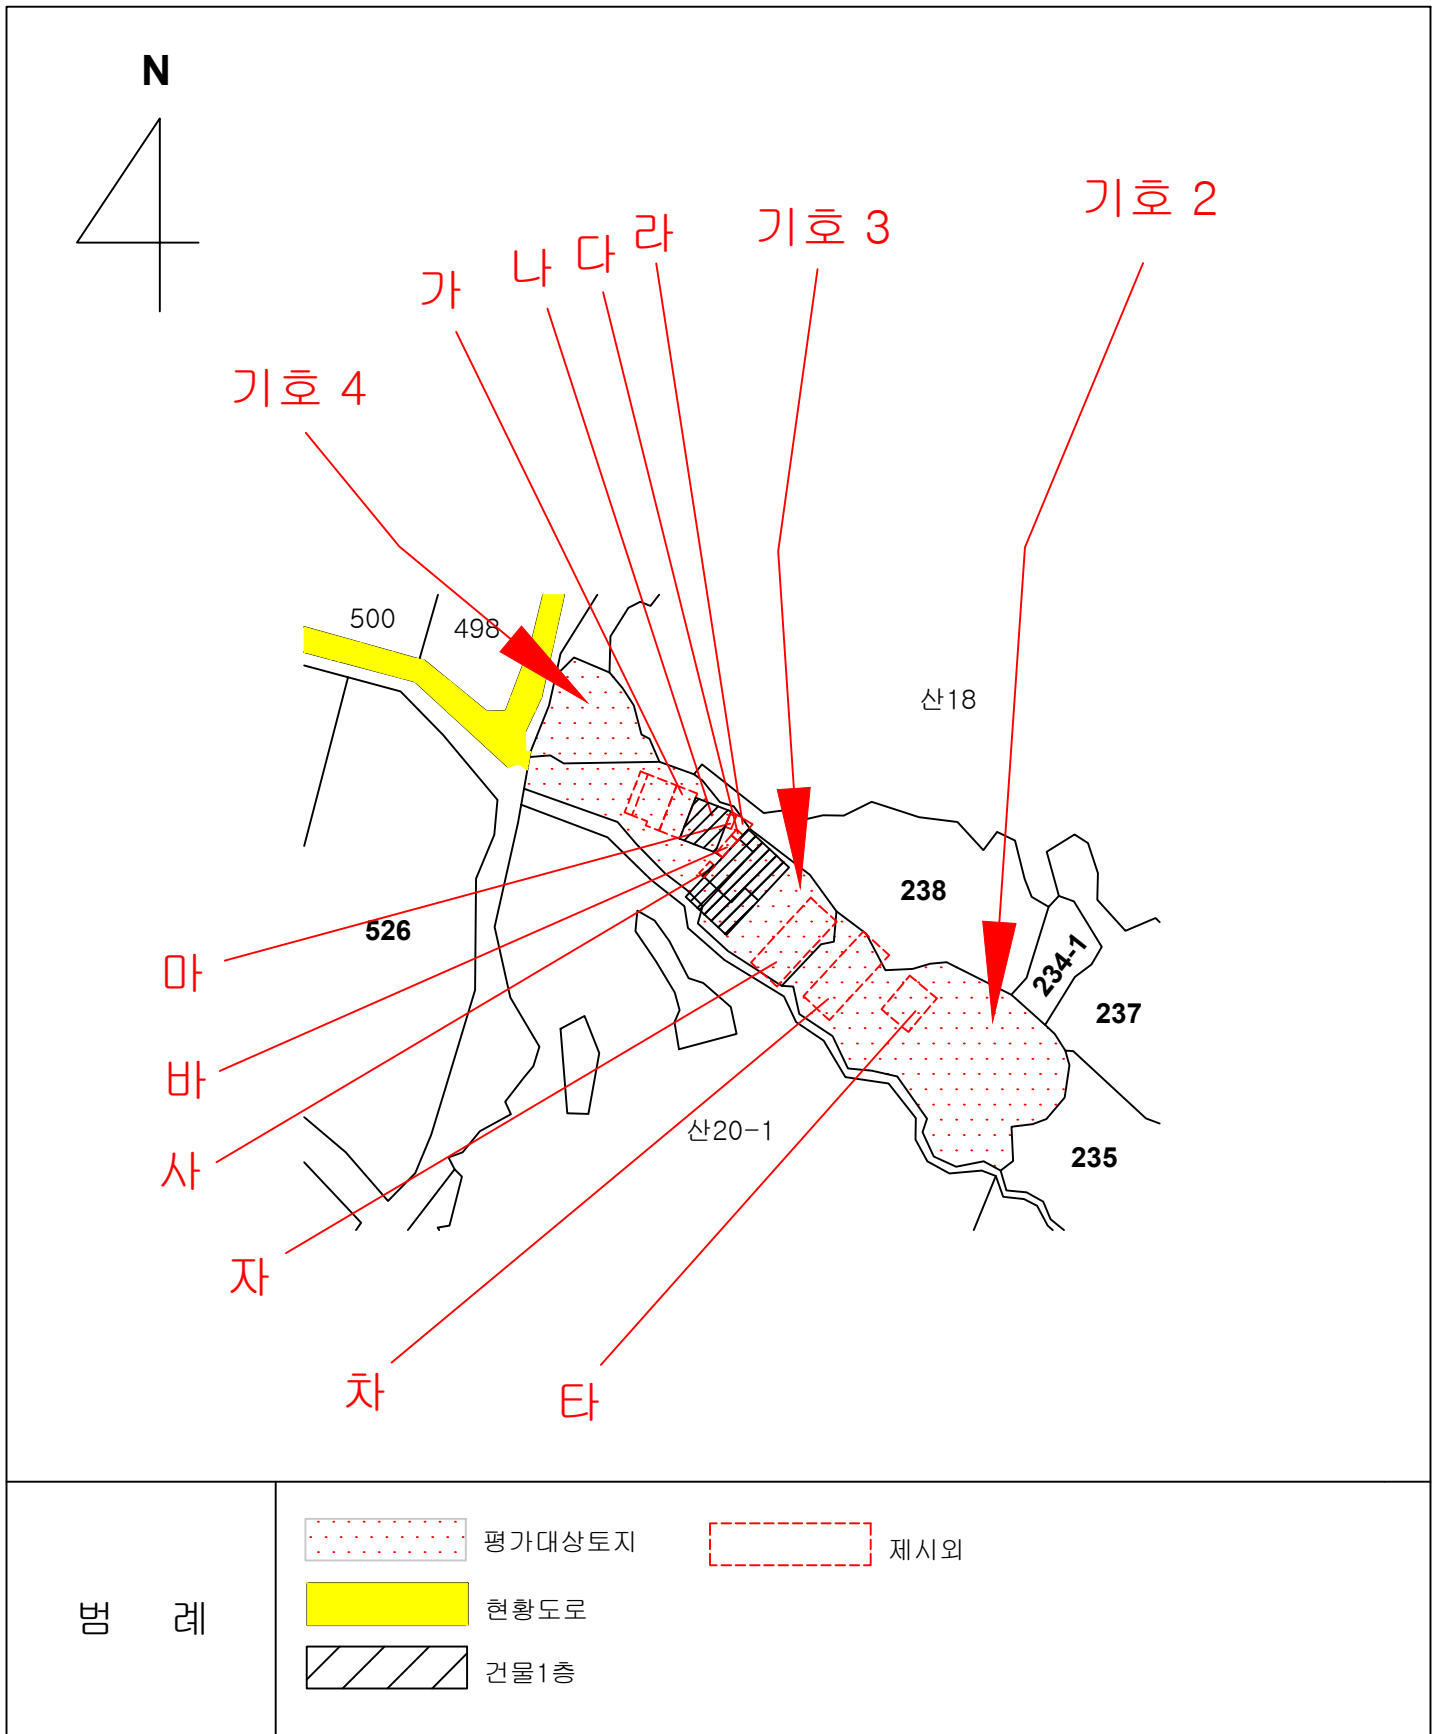 N
기호 2
기호 3
라
다
나
가
기호 4
500
498
산18
238
526
234-1
237
마
바
산20-1
235
사
자
차
타
범 례
평가대상토지
제시외
현황도로
건물1층